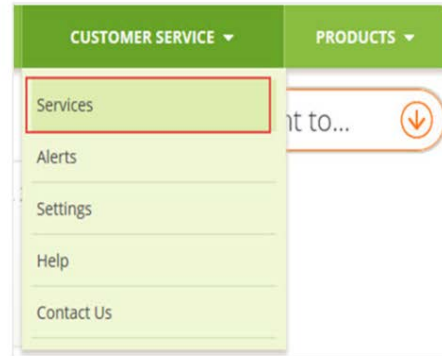 CUSTOMER SERVICE PRODUCTS
Services
nt to...
Alerts
Settings
Help
Contact Us